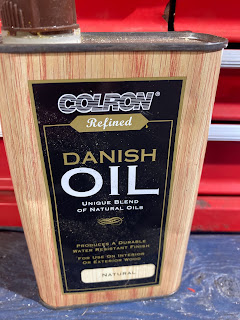 COLRON®
Refined
DANISH
OIL
UNIQUE BLEND
OF NATURAL OILS
PRODUCES A DURABLE
WATER RESISTANT FINISH
FOR USE ON INTERIOR
OR EXTERIOR WOOD
NATURAL